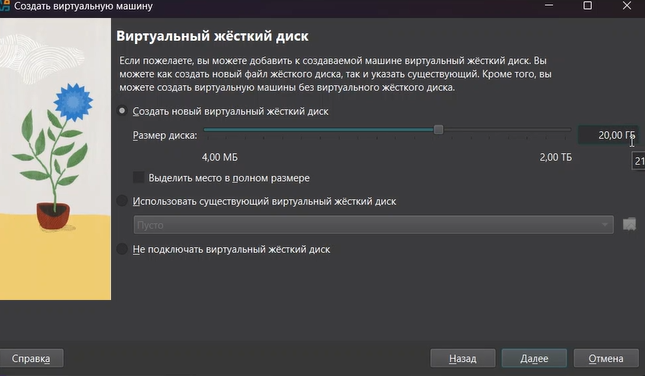 Создать виртуальную машину
Виртуальный жёсткий диск
Если пожелаете, вы можете добавить к создаваемой машине виртуальный жёсткий диск. Вы
можете как создать новый файл жёсткого диска, так и указать существующий. Кроме того, вы
можете создать виртуальную машину без виртуального жёсткого диска.
Создать новый виртуальный жёсткий диск
Размер диска:
20,00 ГБ
4,00 МБ
2,00 ТБ
21
Выделить место в полном размере
Использовать существующий виртуальный жёсткий диск
Пусто
Не подключать виртуальный жёсткий диск
Справка
Назад
Далее
Отмена